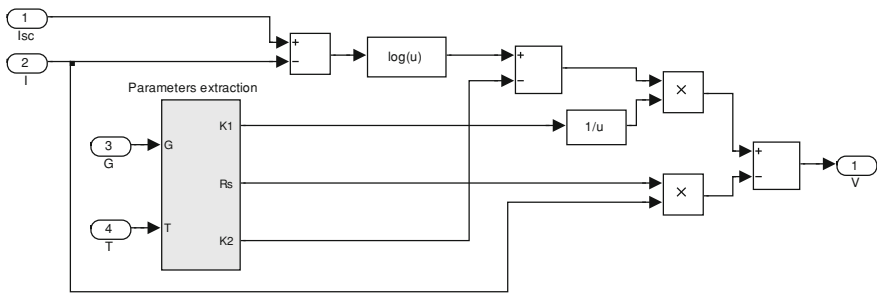 1
Isc
2
I
+
−
log(u)
+
−
Parameters extraction
K1
G
Rs
T
K2
3
G
4
T
1/u
×
×
+
−
1
V